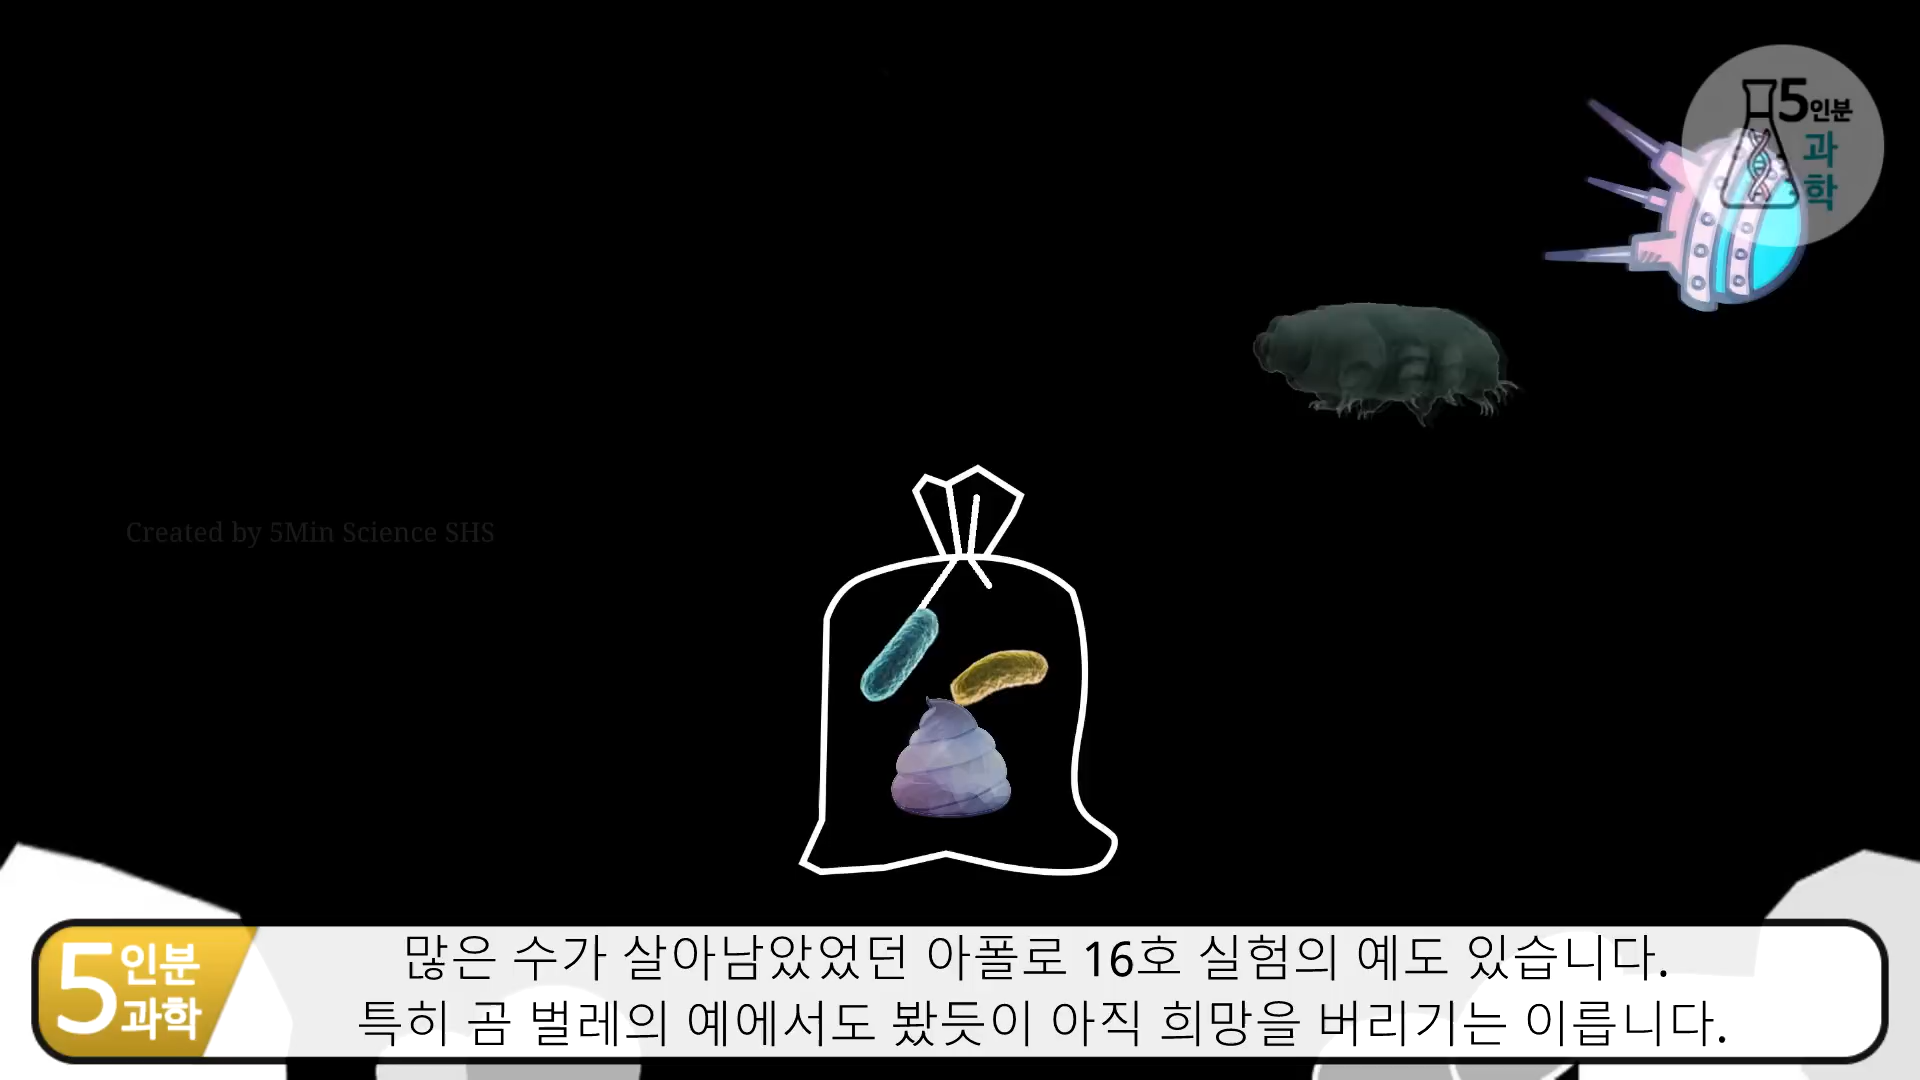 5인분
과
학
Created by 5Min Science SHS
5인분
과학
많은 수가 살아남았었던 아폴로 16호 실험의 예도 있습니다.
특히 곰 벌레의 예에서도 봤듯이 아직 희망을 버리기는 이릅니다.